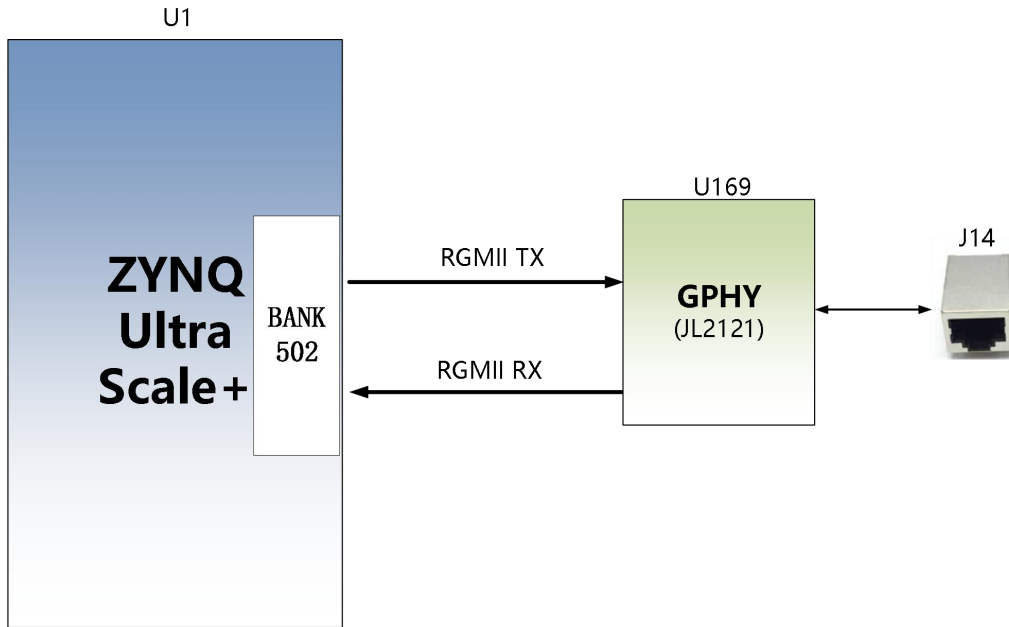 U1
ZYNQ
Ultra
Scale+
BANK
502
RGMII TX
RGMII RX
U169
GPHY
(JL2121)
J14